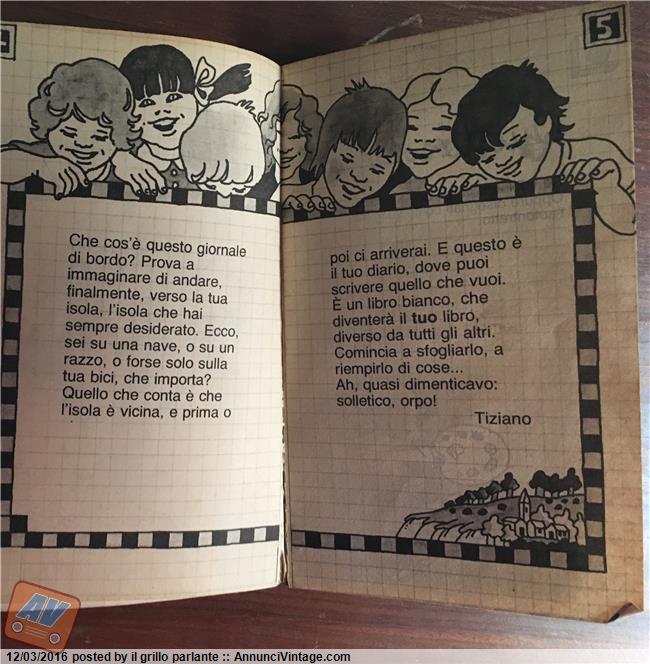 Che cos'è questo giornale
di bordo? Prova a
immaginare di andare,
finalmente, verso la tua
isola, l'isola che hai
sempre desiderato. Ecco,
sei su una nave, o su un
razzo, o forse solo sulla
tua bici, che importa?
Quello che conta è che
l'isola è vicina, e prima o
5
poi ci arriverai. E questo è
il tuo diario, dove puoi
scrivere quello che vuoi.
È un libro bianco, che
diventerà il tuo libro,
diverso da tutti gli altri.
Comincia a sfogliarlo, a
riempirlo di cose...
Ah, quasi dimenticavo:
solletico, orpo!
Tiziano
AV
12/03/2016 posted by il grillo parlante :: AnnunciVintage.com